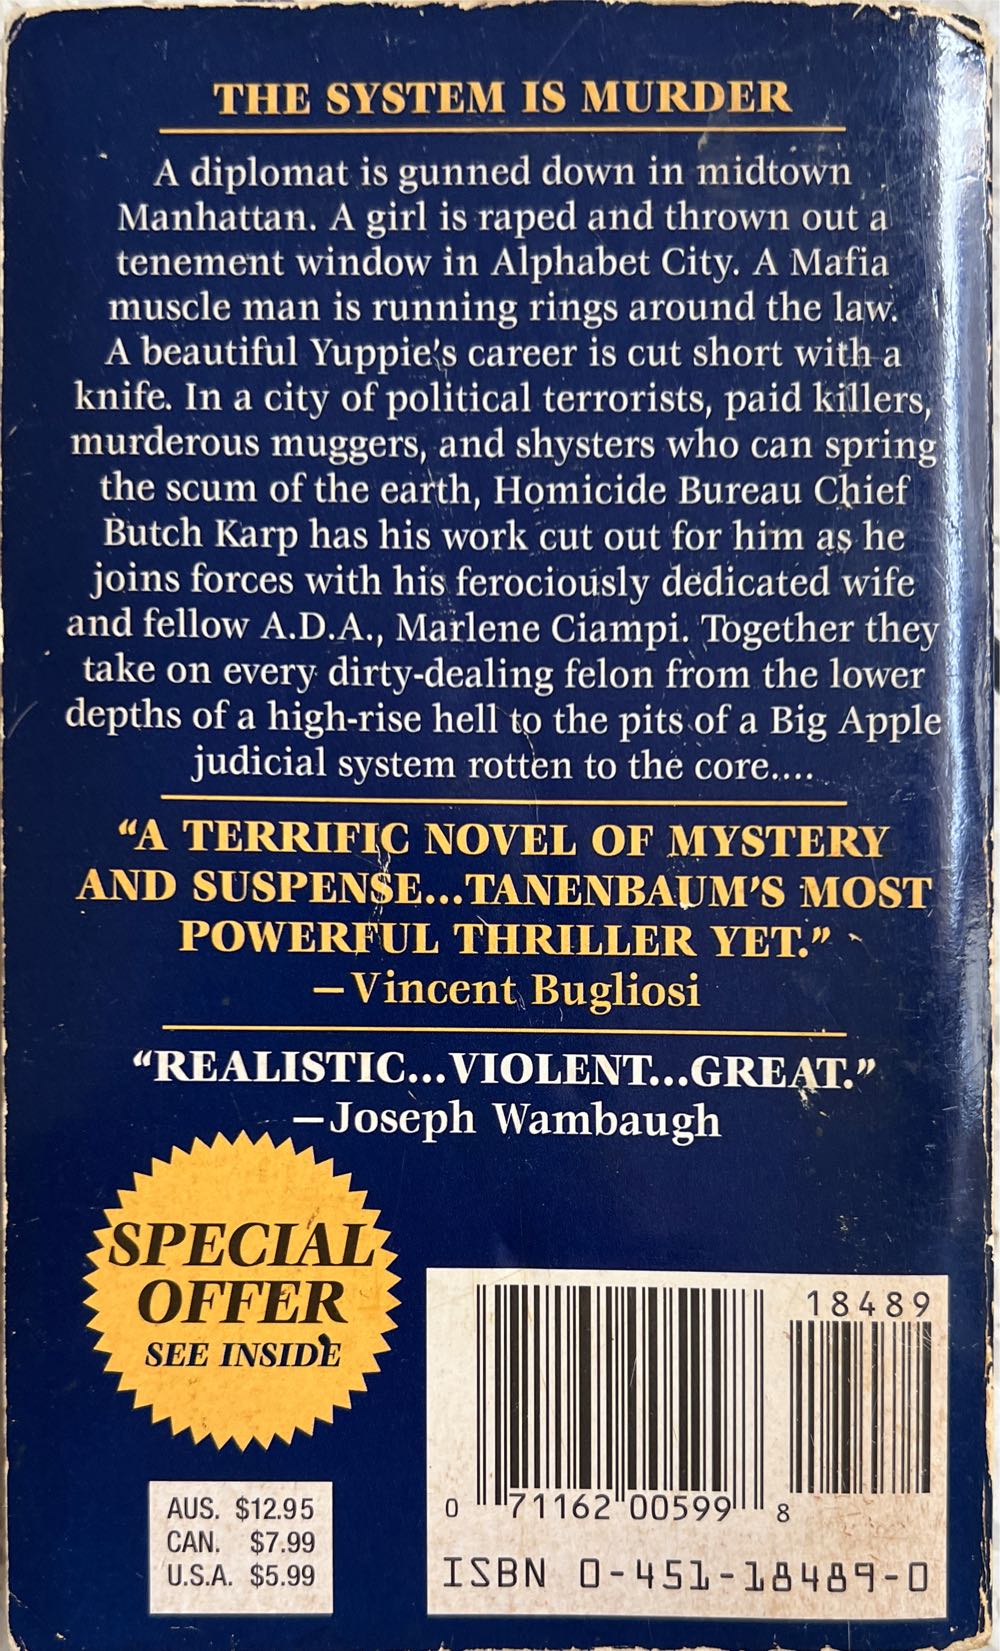 THE SYSTEM IS MURDER
A diplomat is gunned down in midtown
Manhattan. A girl is raped and thrown out a
tenement window in Alphabet City. A Mafia
muscle man is running rings around the law.
A beautiful Yuppie's career is cut short with a
knife. In a city of political terrorists, paid killers,
murderous muggers, and shysters who can spring
the scum of the earth, Homicide Bureau Chief
Butch Karp has his work cut out for him as he
joins forces with his ferociously dedicated wife
and fellow A.D.A., Marlene Ciampi. Together they
take on every dirty-dealing felon from the lower
depths of a high-rise hell to the pits of a Big Apple
judicial system rotten to the core....
“A TERRIFIC NOVEL OF MYSTERY
AND SUSPENSE...TANENBAUM'S MOST
POWERFUL THRILLER YET.”
—Vincent Bugliosi
“REALISTIC...VIOLENT...GREAT.”
—Joseph Wambaugh
SPECIAL
OFFER
SEE INSIDE
AUS. $12.95
CAN. $7.99
U.S.A. $5.99
18489
0 71162 00599 8
ISBN 0-451-18489-0